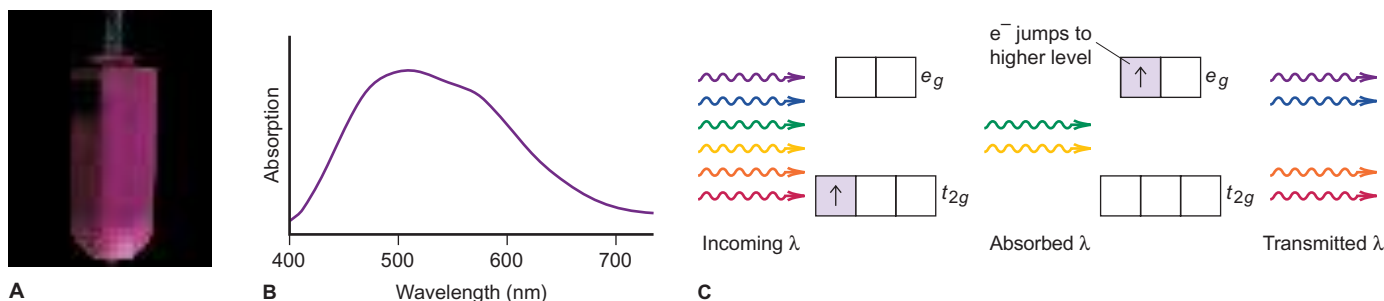 A
Absorption
400
500
600
700
B
Wavelength (nm)
e_g
t_2g
Incoming λ
e⁻ jumps to
higher level
↑
e_g
Absorbed λ
t_2g
Transmitted λ
C